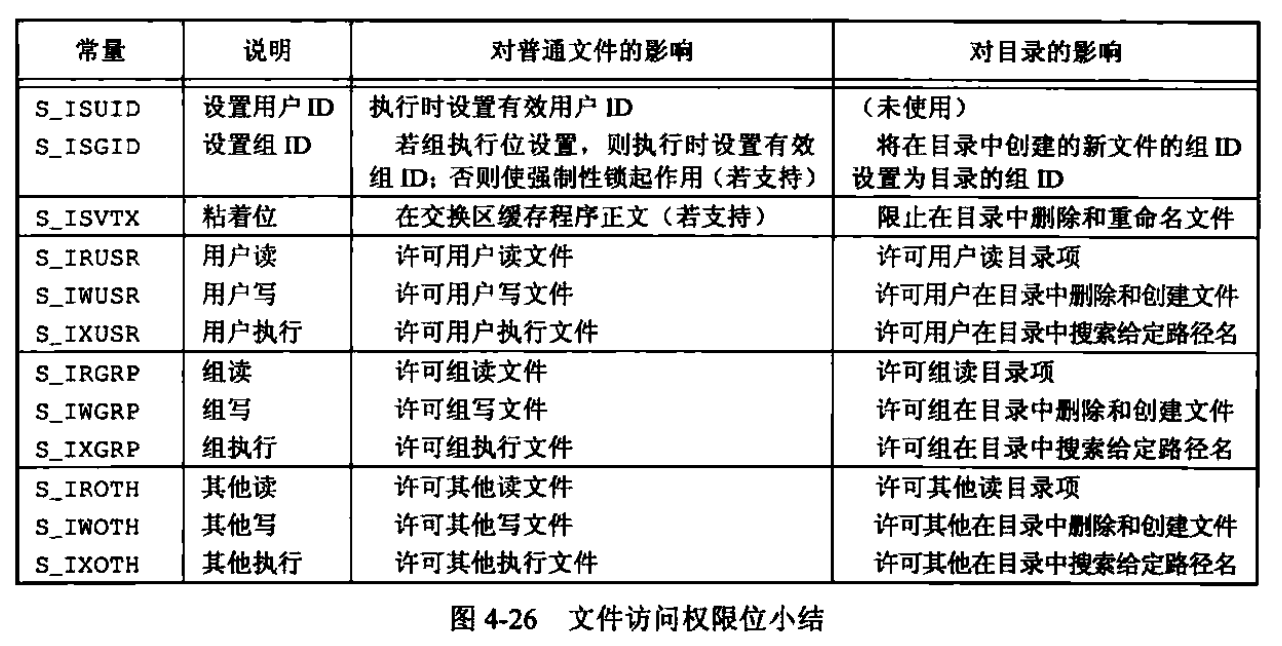 常量 说明 对普通文件的影响 对目录的影响
S_ISUID 设置用户 ID 执行时设置有效用户 ID （未使用）
S_ISGID 设置组 ID 若组执行位设置，则执行时设置有效 将在目录中创建的新文件的组 ID
组 ID；否则使强制性锁起作用（若支持） 设置为目录的组 ID
S_ISVTX 粘着位 在交换区缓存程序正文（若支持） 限止在目录中删除和重命名文件
S_IRUSR 用户读 许可用户读文件 许可用户读目录项
S_IWUSR 用户写 许可用户写文件 许可用户在目录中删除和创建文件
S_IXUSR 用户执行 许可用户执行文件 许可用户在目录中搜索给定路径名
S_IRGRP 组读 许可组读文件 许可组读目录项
S_IWGRP 组写 许可组写文件 许可组在目录中删除和创建文件
S_IXGRP 组执行 许可组执行文件 许可组在目录中搜索给定路径名
S_IROTH 其他读 许可其他读文件 许可其他读目录项
S_IWOTH 其他写 许可其他写文件 许可其他在目录中删除和创建文件
S_IXOTH 其他执行 许可其他执行文件 许可其他在目录中搜索给定路径名
图 4-26 文件访问权限位小结